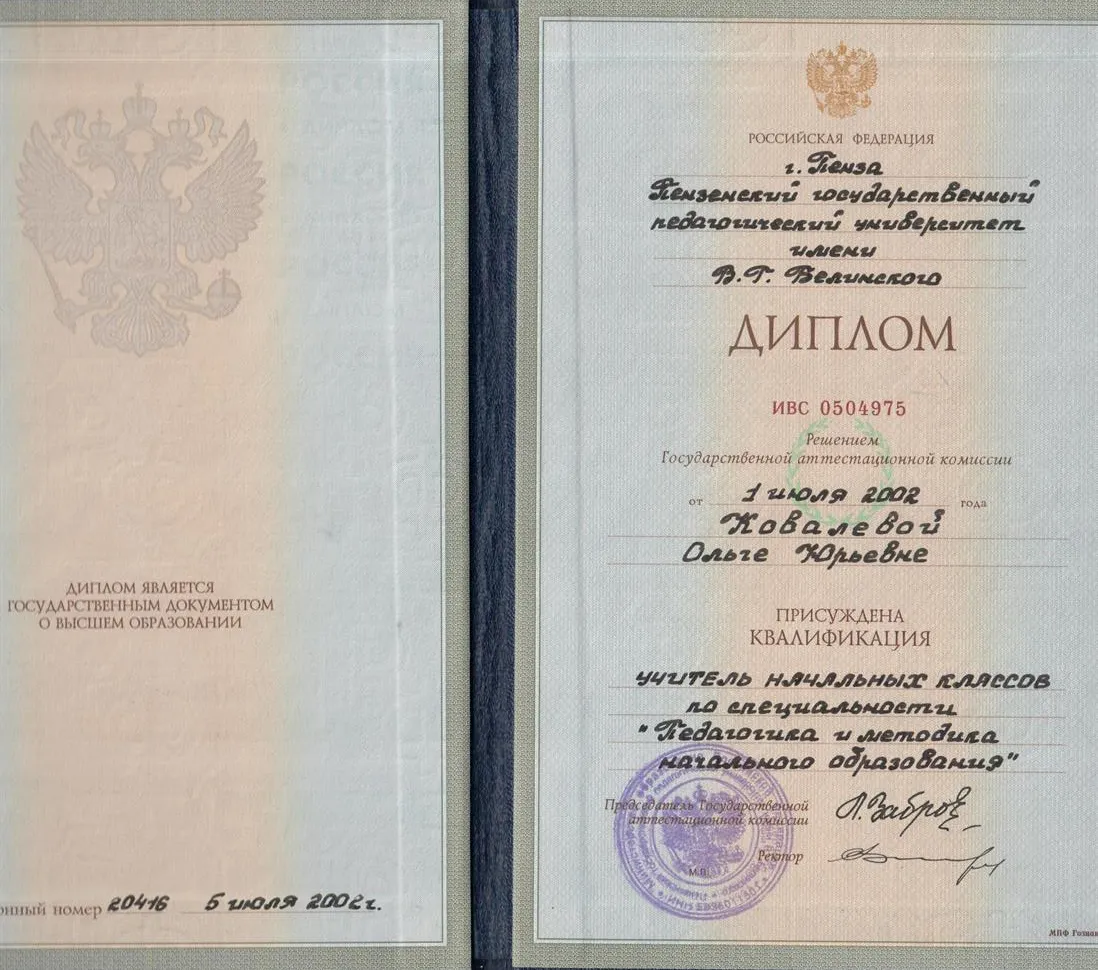 ДИПЛОМ ЯВЛЯЕТСЯ
ГОСУДАРСТВЕННЫМ ДОКУМЕНТОМ
О ВЫСШЕМ ОБРАЗОВАНИИ
онный номер 20416 5 июля 2002г.
РОССИЙСКАЯ ФЕДЕРАЦИЯ
г. Пенза
Пензенский государственный
педагогический университет
имени
В.Г. Белинского
ДИПЛОМ
ИВС 0504975
Решением
Государственной аттестационной комиссии
от 1 июля 2002 года
Ковалевой
Ольге Юрьевне
ПРИСУЖДЕНА
КВАЛИФИКАЦИЯ
УЧИТЕЛЬ НАЧАЛЬНЫХ КЛАССОВ
по специальности
"Педагогика и методика
начального образования"
Председатель Государственной
аттестационной комиссии
Ректор
М.П.
МПФ Гознак